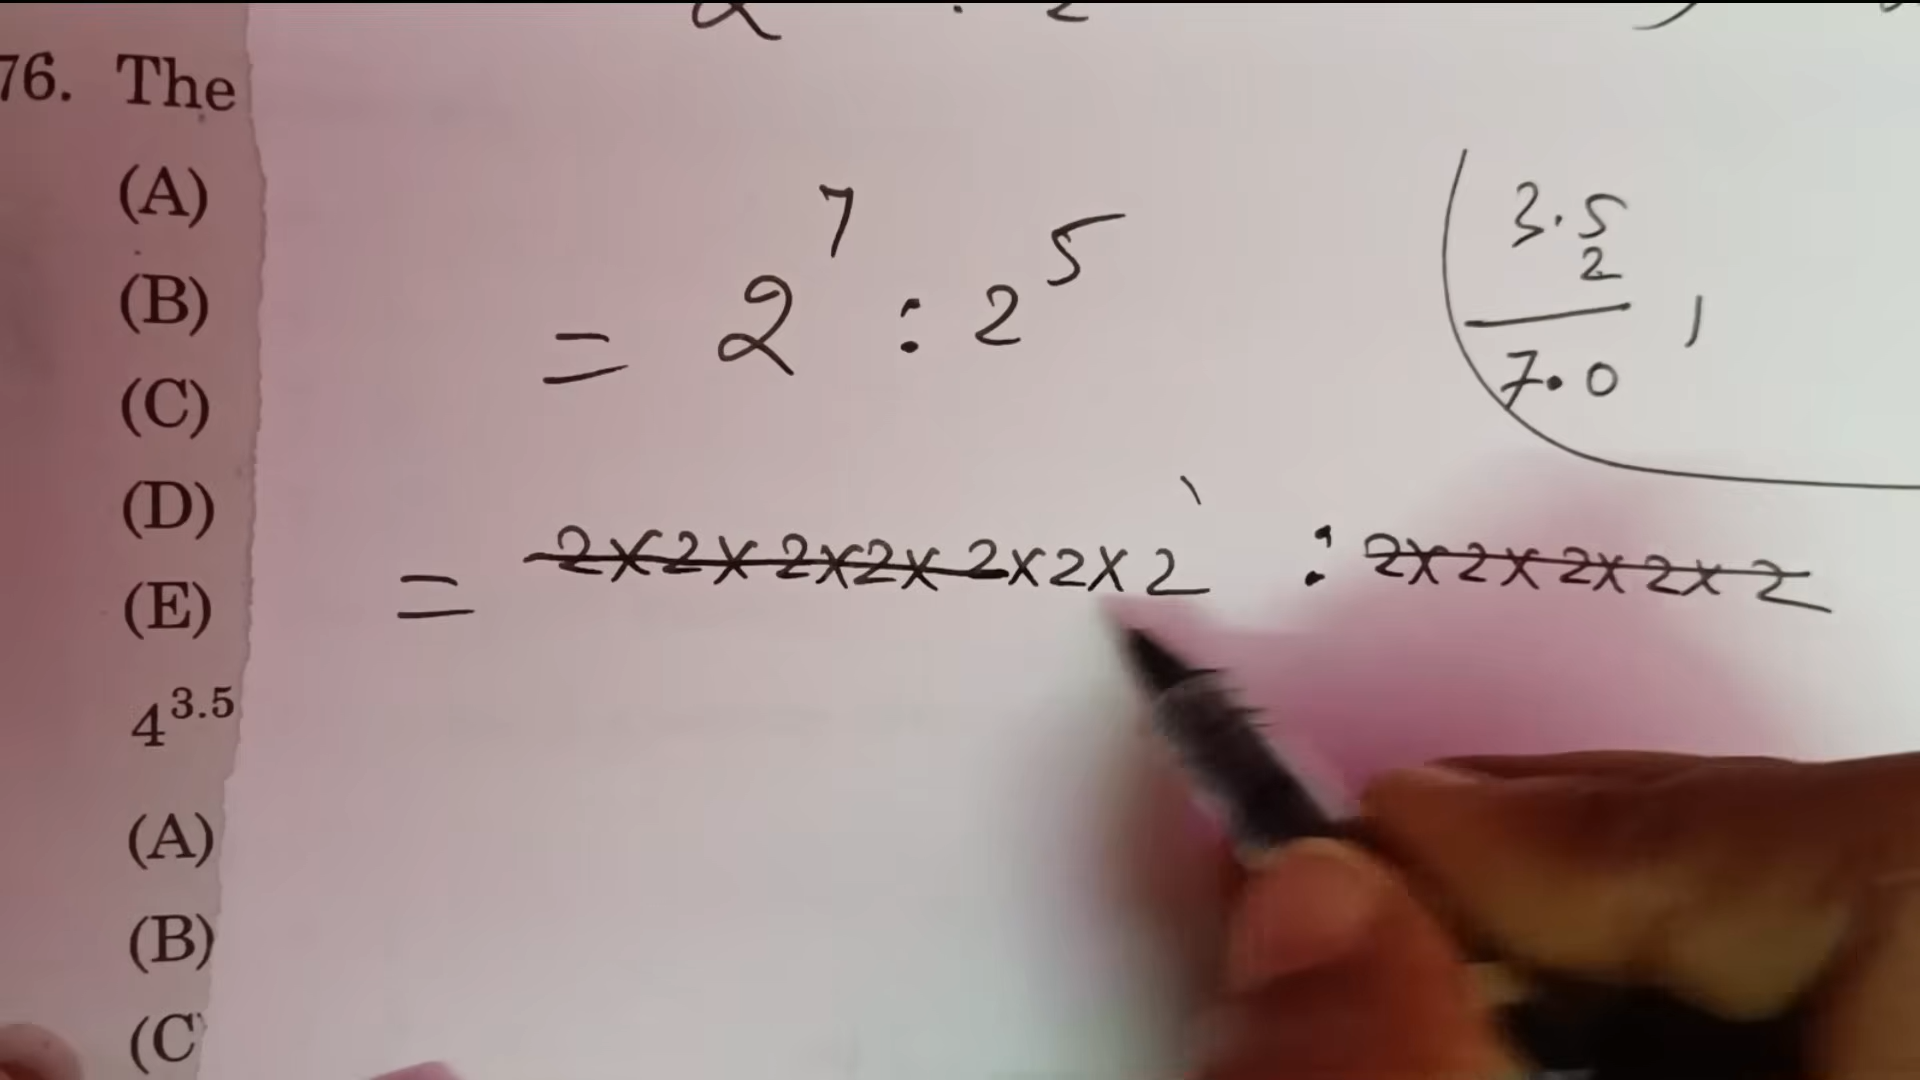 76. The
(A)
(B)
(C)
(D)
(E)
4^3.5
(A)
(B)
(C
= 2^7 : 2^5
3.5
2
7.0
= 2×2×2×2×2×2×2 : 2×2×2×2×2